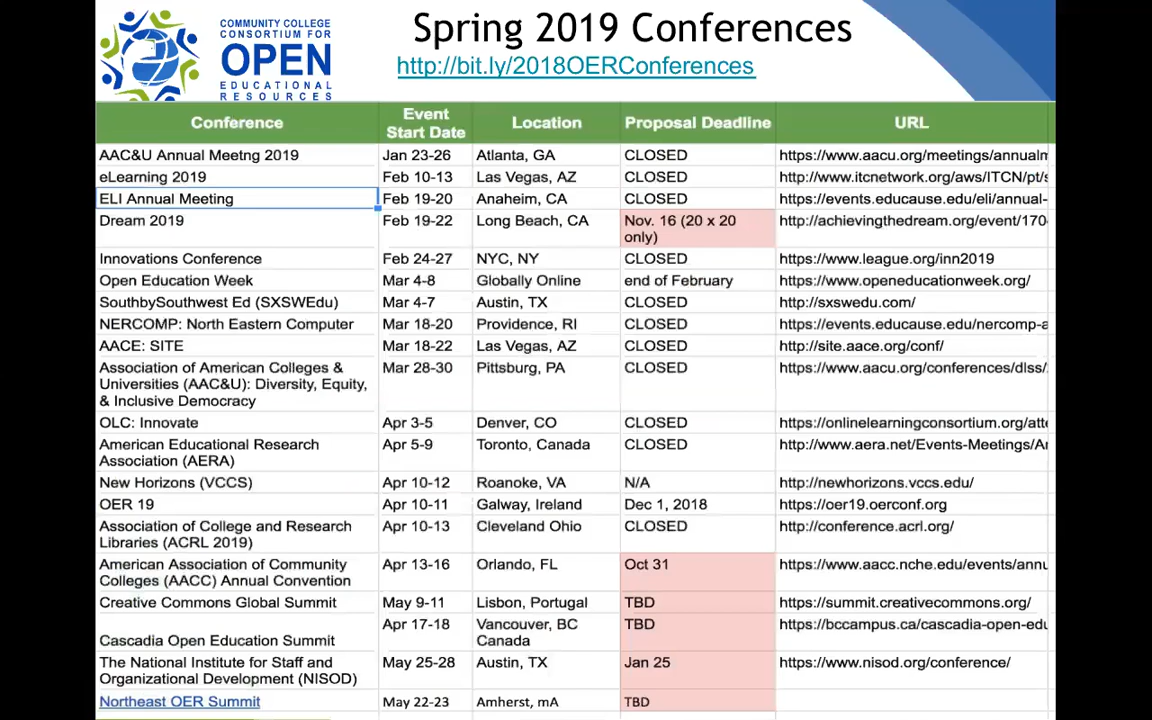 COMMUNITY COLLEGE
CONSORTIUM FOR
OPEN
EDUCATIONAL
RESOURCES
Spring 2019 Conferences
http://bit.ly/2018OERConferences
Conference Event Start Date Location Proposal Deadline URL
AAC&U Annual Meetng 2019 Jan 23-26 Atlanta, GA CLOSED https://www.aacu.org/meetings/annualm
eLearning 2019 Feb 10-13 Las Vegas, AZ CLOSED https://www.itcnetwork.org/aws/ITCN/pt/s
ELI Annual Meeting Feb 19-20 Anaheim, CA CLOSED https://events.educause.edu/eli/annual-
Dream 2019 Feb 19-22 Long Beach, CA Nov. 16 (20 x 20 http://achievingthedream.org/event/170
only)
Innovations Conference Feb 24-27 NYC, NY CLOSED https://www.league.org/inn2019
Open Education Week Mar 4-8 Globally Online end of February https://www.openeducationweek.org/
SouthbySouthwest Ed (SXSWEdu) Mar 4-7 Austin, TX CLOSED http://sxswedu.com/
NERCOMP: North Eastern Computer Mar 18-20 Providence, RI CLOSED https://events.educause.edu/nercomp-a
AACE: SITE Mar 18-22 Las Vegas, AZ CLOSED http://site.aace.org/conf/
Association of American Colleges & Mar 28-30 Pittsburg, PA CLOSED https://www.aacu.org/conferences/dlss/
Universities (AAC&U): Diversity, Equity,
& Inclusive Democracy
OLC: Innovate Apr 3-5 Denver, CO CLOSED https://onlinelearningconsortium.org/atte
American Educational Research Apr 5-9 Toronto, Canada CLOSED http://www.aera.net/Events-Meetings/An
Association (AERA)
New Horizons (VCCS) Apr 10-12 Roanoke, VA N/A http://newhorizons.vccs.edu/
OER 19 Apr 10-11 Galway, Ireland Dec 1, 2018 https://oer19.oerconf.org
Association of College and Research Apr 10-13 Cleveland Ohio CLOSED http://conference.acrl.org/
Libraries (ACRL 2019)
American Association of Community Apr 13-16 Orlando, FL Oct 31 https://www.aacc.nche.edu/events/annu
Colleges (AACC) Annual Convention
Creative Commons Global Summit May 9-11 Lisbon, Portugal TBD https://summit.creativecommons.org/
Apr 17-18 Vancouver, BC TBD https://bccampus.ca/cascadia-open-edu
Cascadia Open Education Summit Canada
The National Institute for Staff and May 25-28 Austin, TX Jan 25 https://www.nisod.org/conference/
Organizational Development (NISOD)
Northeast OER Summit May 22-23 Amherst, mA TBD